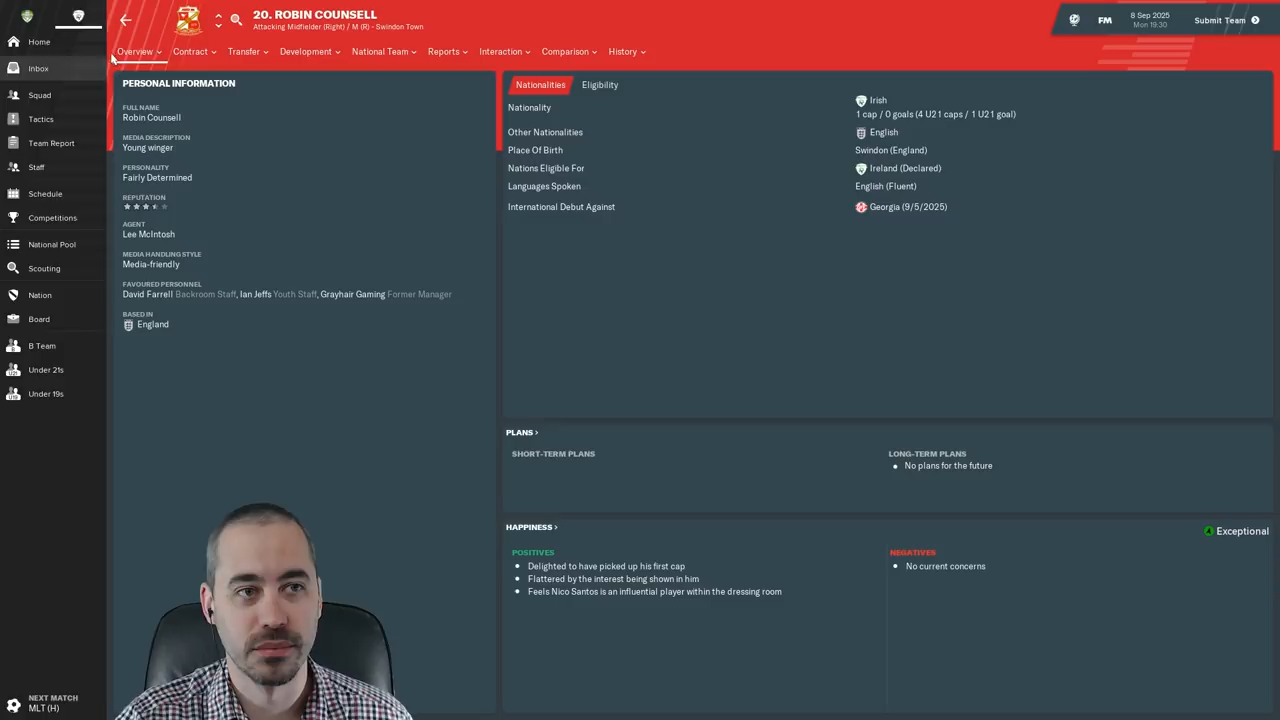 20. ROBIN COUNSELL
Attacking Midfielder (Right) / M (R) - Swindon Town
FM
8 Sep 2025
Mon 19:30
Submit Team
Overview
Contract
Transfer
Development
National Team
Reports
Interaction
Comparison
History
Home
Inbox
Squad
Tactics
Team Report
Staff
Schedule
Competitions
National Pool
Scouting
Nation
Board
B Team
Under 21s
Under 19s
NEXT MATCH
MLT (H)
PERSONAL INFORMATION
FULL NAME
Robin Counsell
MEDIA DESCRIPTION
Young winger
PERSONALITY
Fairly Determined
REPUTATION
AGENT
Lee McIntosh
MEDIA HANDLING STYLE
Media-friendly
FAVOURED PERSONNEL
David Farrell Backroom Staff, Ian Jeffs Youth Staff, Grayhair Gaming Former Manager
BASED IN
England
Nationalities Eligibility
Nationality Irish
1 cap / 0 goals (4 U21 caps / 1 U21 goal)
Other Nationalities English
Place Of Birth Swindon (England)
Nations Eligible For Ireland (Declared)
Languages Spoken English (Fluent)
International Debut Against Georgia (9/5/2025)
PLANS >
SHORT-TERM PLANS
LONG-TERM PLANS
No plans for the future
HAPPINESS >
Exceptional
POSITIVES
Delighted to have picked up his first cap
Flattered by the interest being shown in him
Feels Nico Santos is an influential player within the dressing room
NEGATIVES
No current concerns